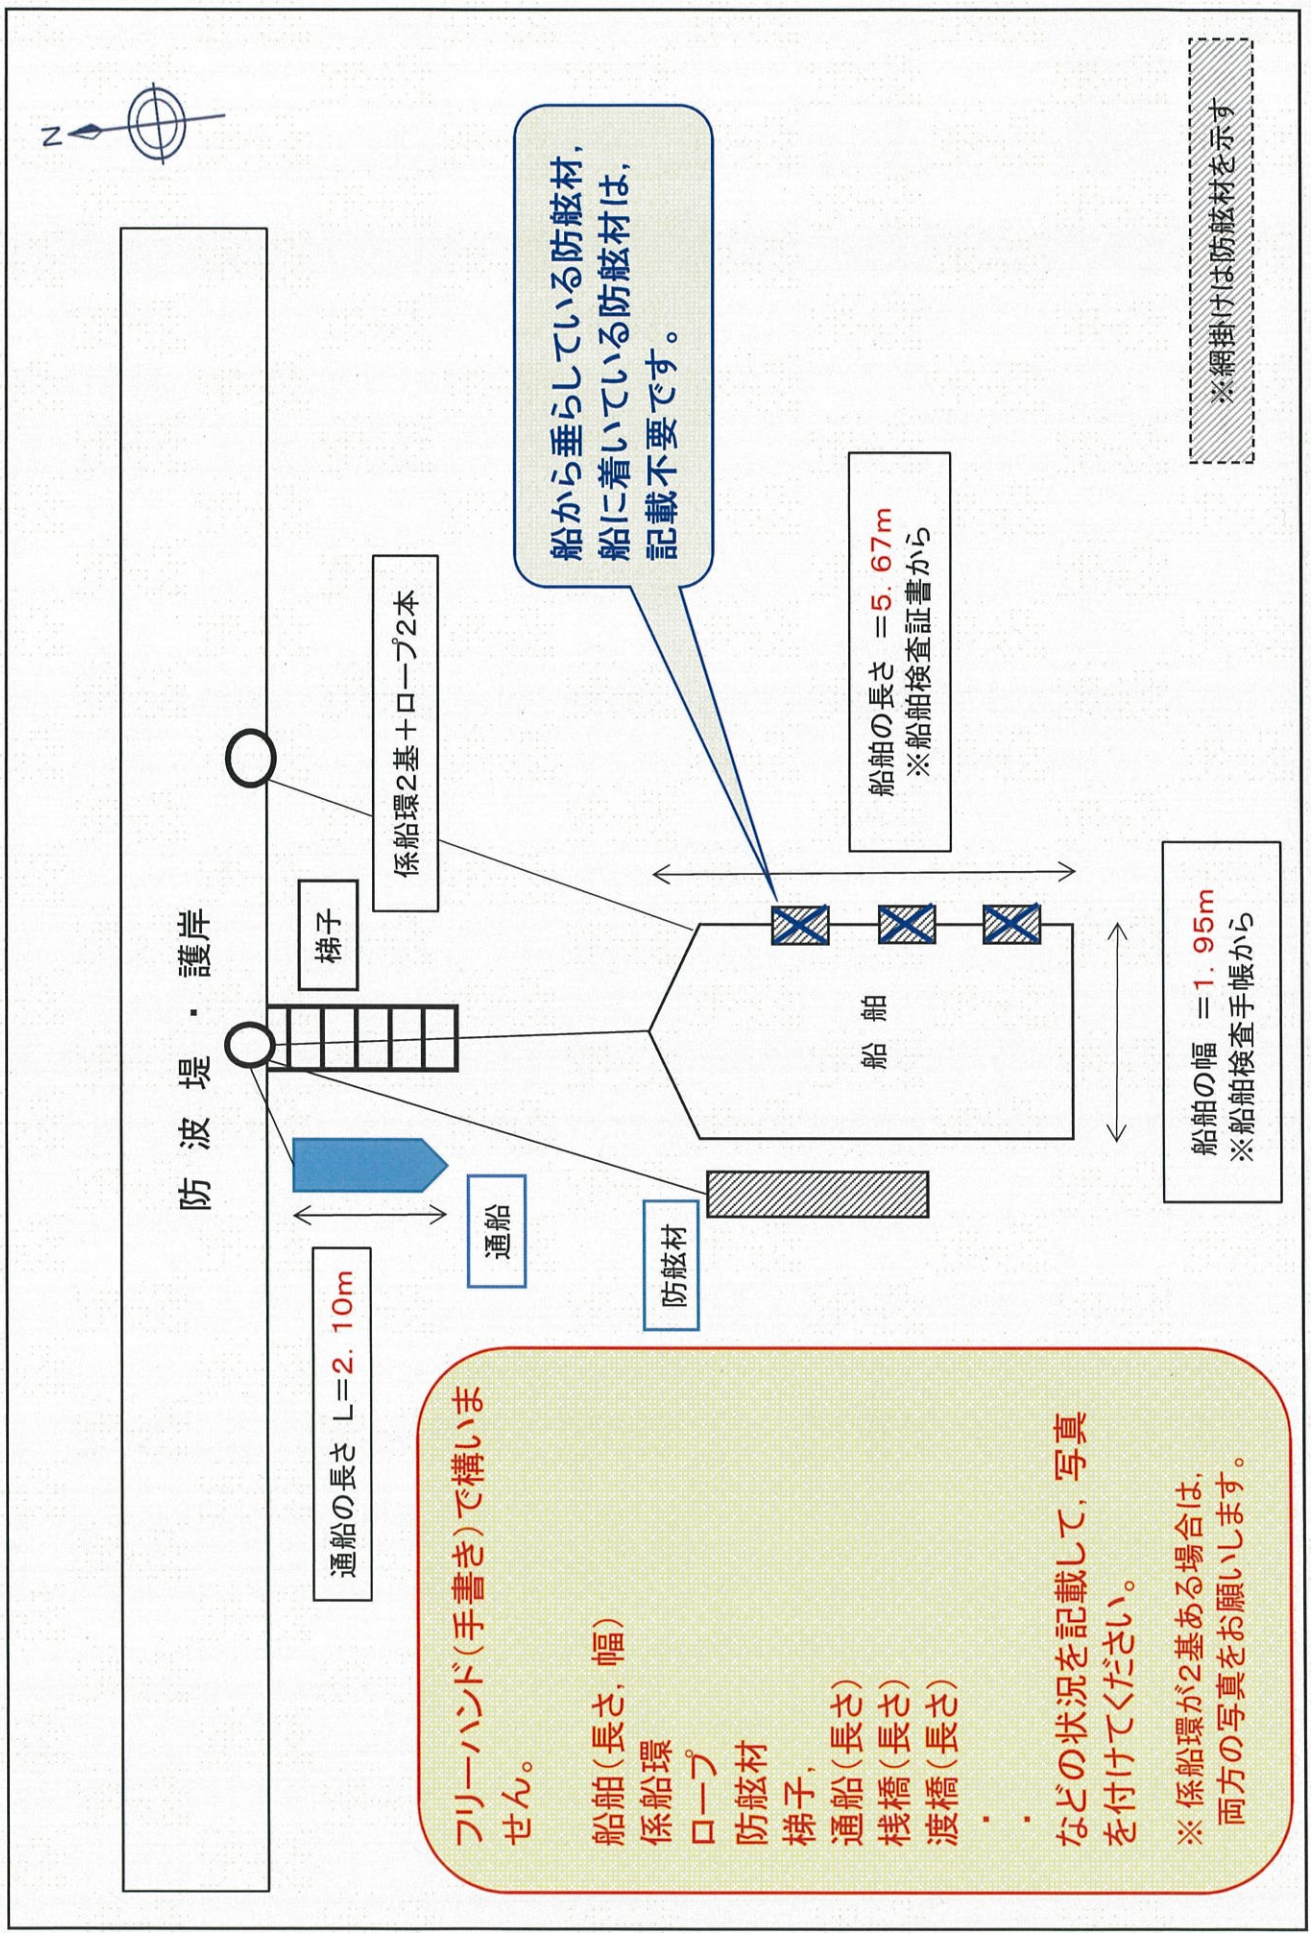 N
防 波 堤 ・ 護岸
梯子
係船環2基＋ロープ2本
通船の長さ L＝2．10m
通船
防舷材
船 舶
船から垂らしている防舷材，
船に着いている防舷材は，
記載不要です。
船舶の長さ ＝5．67m
※船舶検査証書から
船舶の幅 ＝1．95m
※船舶検査手帳から
※網掛けは防舷材を示す
フリーハンド（手書き）で構いま
せん。
船舶（長さ，幅）
係船環
ロープ
防舷材
梯子，
通船（長さ）
桟橋（長さ）
渡橋（長さ）
・
・
などの状況を記載して，写真
を付けてください。
※ 係船環が2基ある場合は，
両方の写真をお願いします。